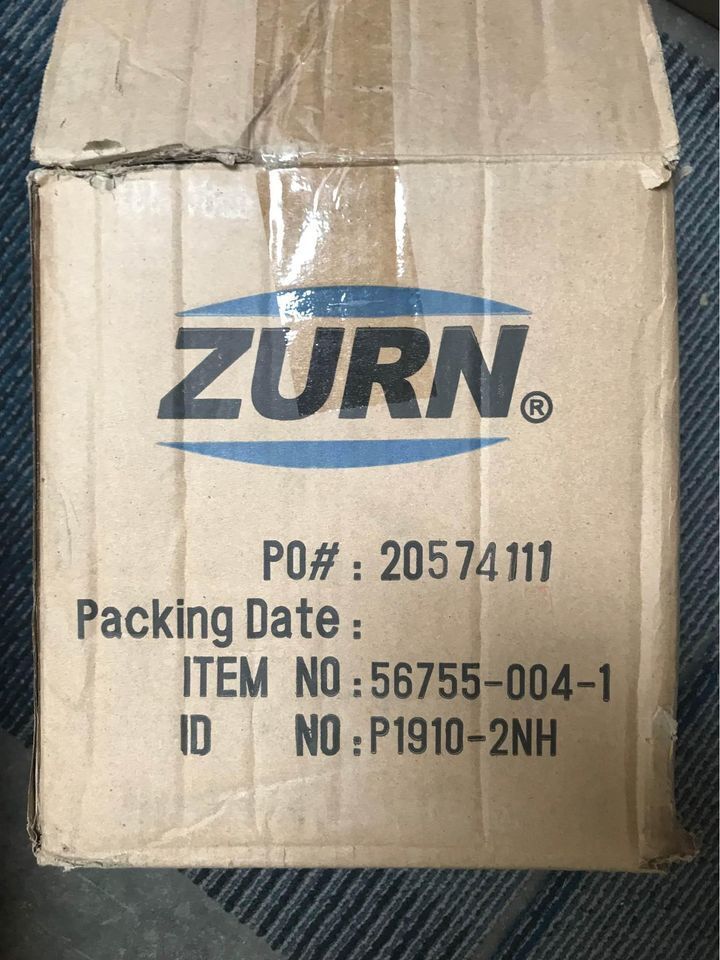 ZURN®
PO# : 20574111
Packing Date :
ITEM NO : 56755-004-1
ID NO : P1910-2NH